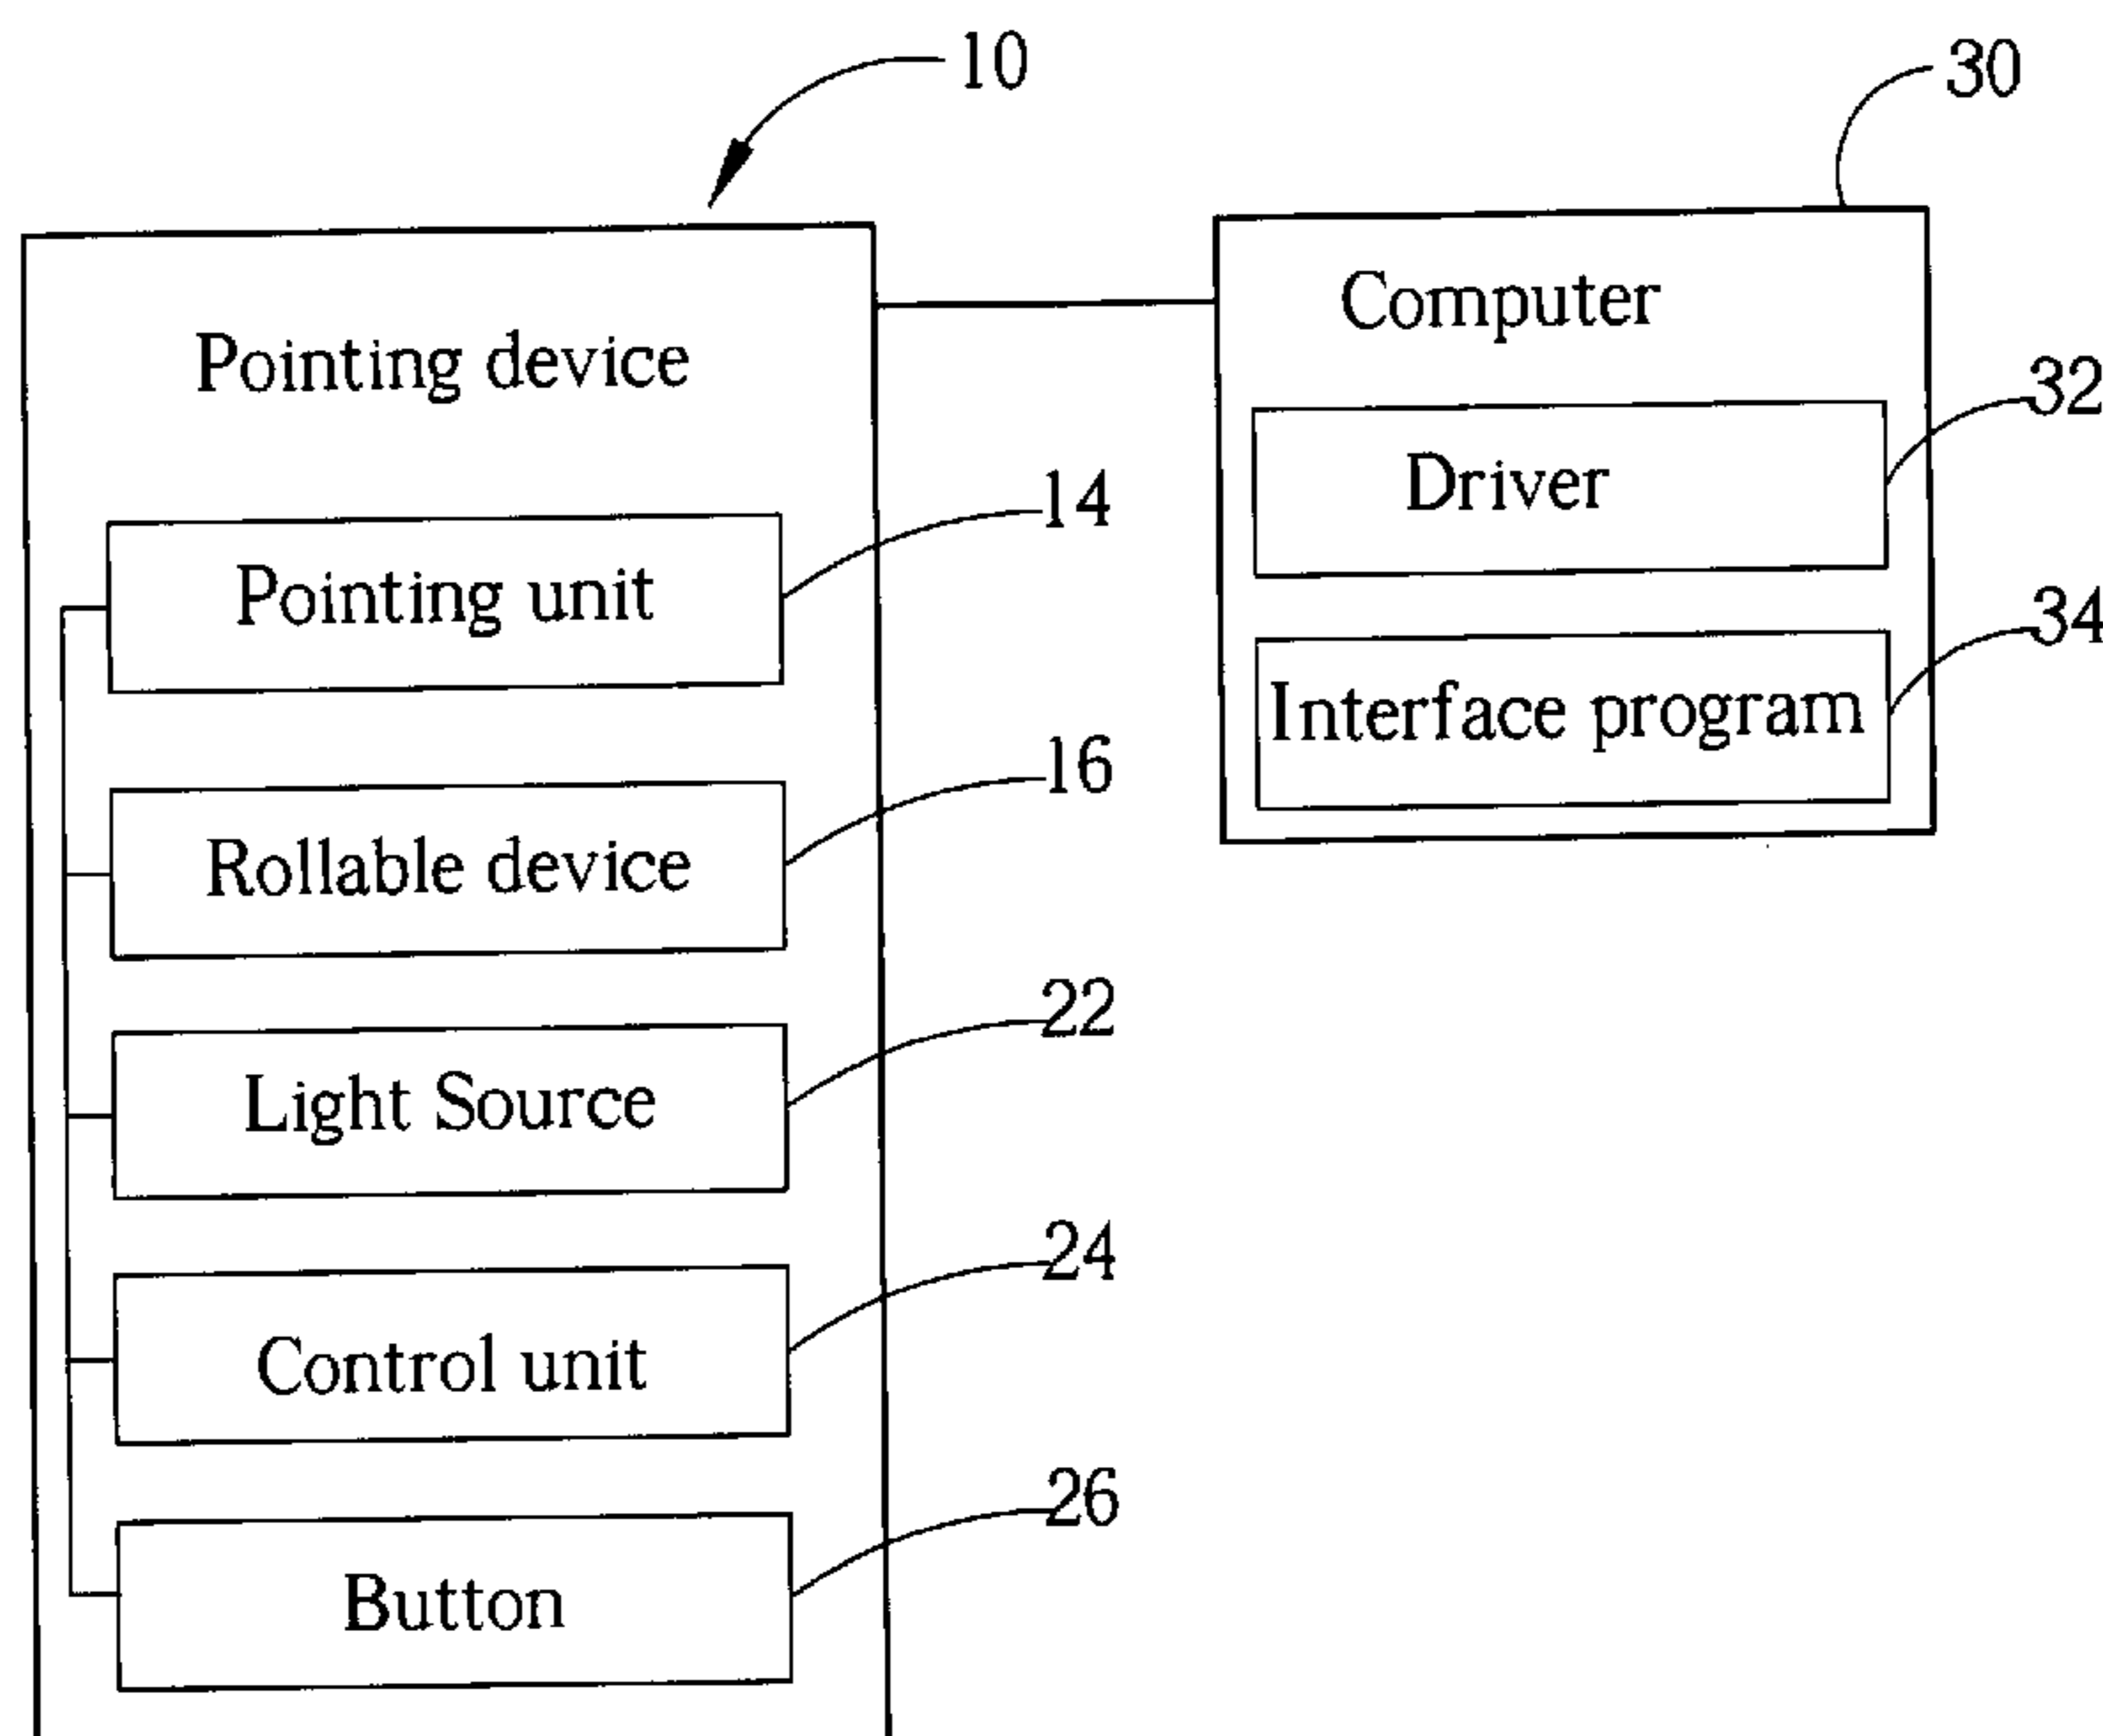 10
30
Pointing device
Computer
32
Driver
14
Pointing unit
34
Interface program
16
Rollable device
22
Light Source
24
Control unit
26
Button